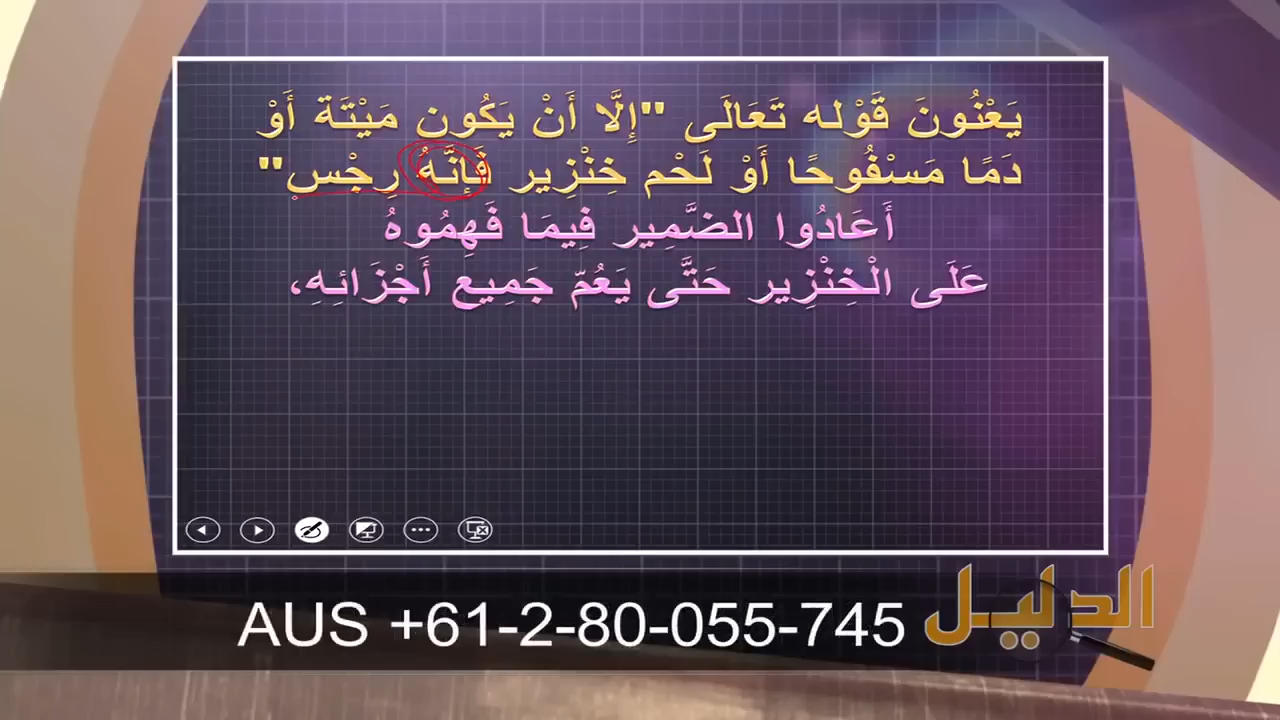 يَعْنُونَ قَوْله تَعَالَى "إِلَّا أَنْ يَكُون مَيْتَة أَوْ
دَمًا مَسْفُوحًا أَوْ لَحْم خِنْزِير فَإِنَّهُ رِجْس"
أَعَادُوا الضَّمِير فِيمَا فَهِمُوهُ
عَلَى الْخِنْزِير حَتَّى يَعُمّ جَمِيع أَجْزَائِهِ،
AUS +61-2-80-055-745
الدليل